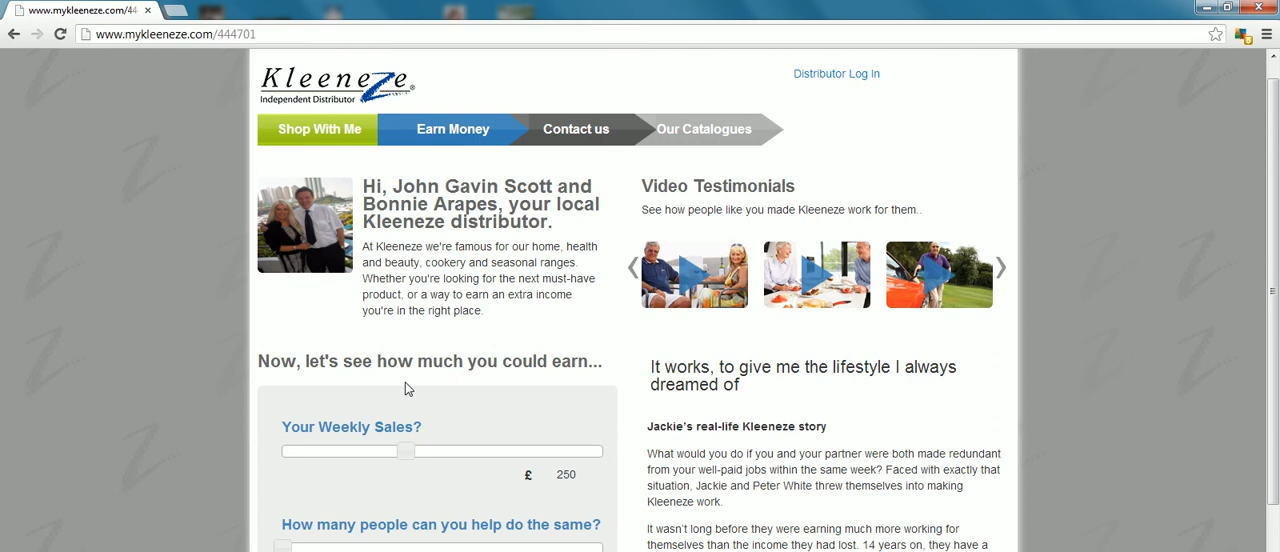 www.mykleeneze.com/44
www.mykleeneze.com/444701
Kleeneze®
Independent Distributor
Distributor Log In
Shop With Me
Earn Money
Contact us
Our Catalogues
Hi, John Gavin Scott and
Bonnie Arapes, your local
Kleeneze distributor.
At Kleeneze we're famous for our home, health
and beauty, cookery and seasonal ranges.
Whether you're looking for the next must-have
product, or a way to earn an extra income
you're in the right place.
Video Testimonials
See how people like you made Kleeneze work for them..
Now, let's see how much you could earn...
Your Weekly Sales?
£ 250
How many people can you help do the same?
It works, to give me the lifestyle I always
dreamed of
Jackie's real-life Kleeneze story
What would you do if you and your partner were both made redundant
from your well-paid jobs within the same week? Faced with exactly that
situation, Jackie and Peter White threw themselves into making
Kleeneze work.
It wasn't long before they were earning much more working for
themselves than the income they had lost. 14 years on, they have a